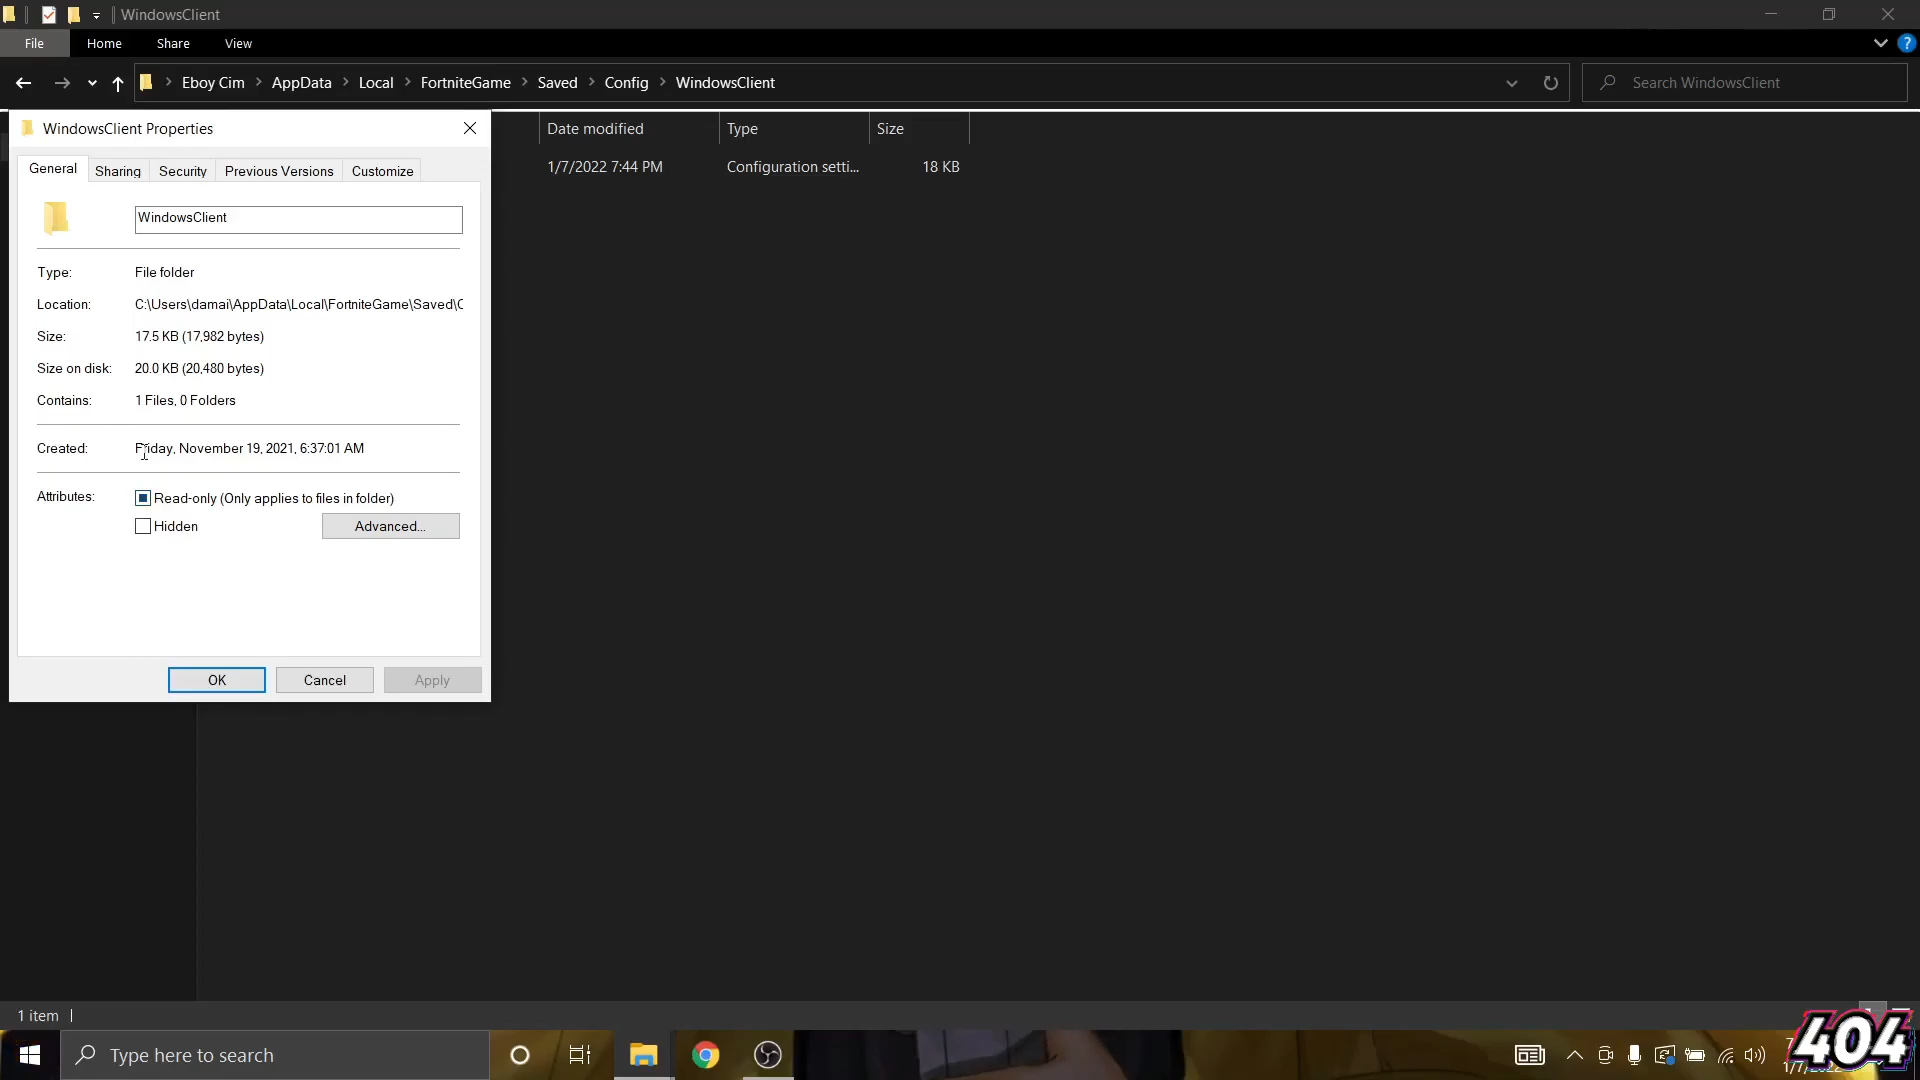 WindowsClient
File Home Share View
Eboy Cim AppData Local FortniteGame Saved Config WindowsClient Search WindowsClient
WindowsClient Properties
Date modified Type Size
General Sharing Security Previous Versions Customize
1/7/2022 7:44 PM Configuration setti... 18 KB
WindowsClient
Type: File folder
Location: C:\Users\damai\AppData\Local\FortniteGame\Saved\C
Size: 17.5 KB (17,982 bytes)
Size on disk: 20.0 KB (20,480 bytes)
Contains: 1 Files, 0 Folders
Created: Friday, November 19, 2021, 6:37:01 AM
Attributes: Read-only (Only applies to files in folder)
Hidden Advanced...
OK Cancel Apply
1 item
Type here to search
404